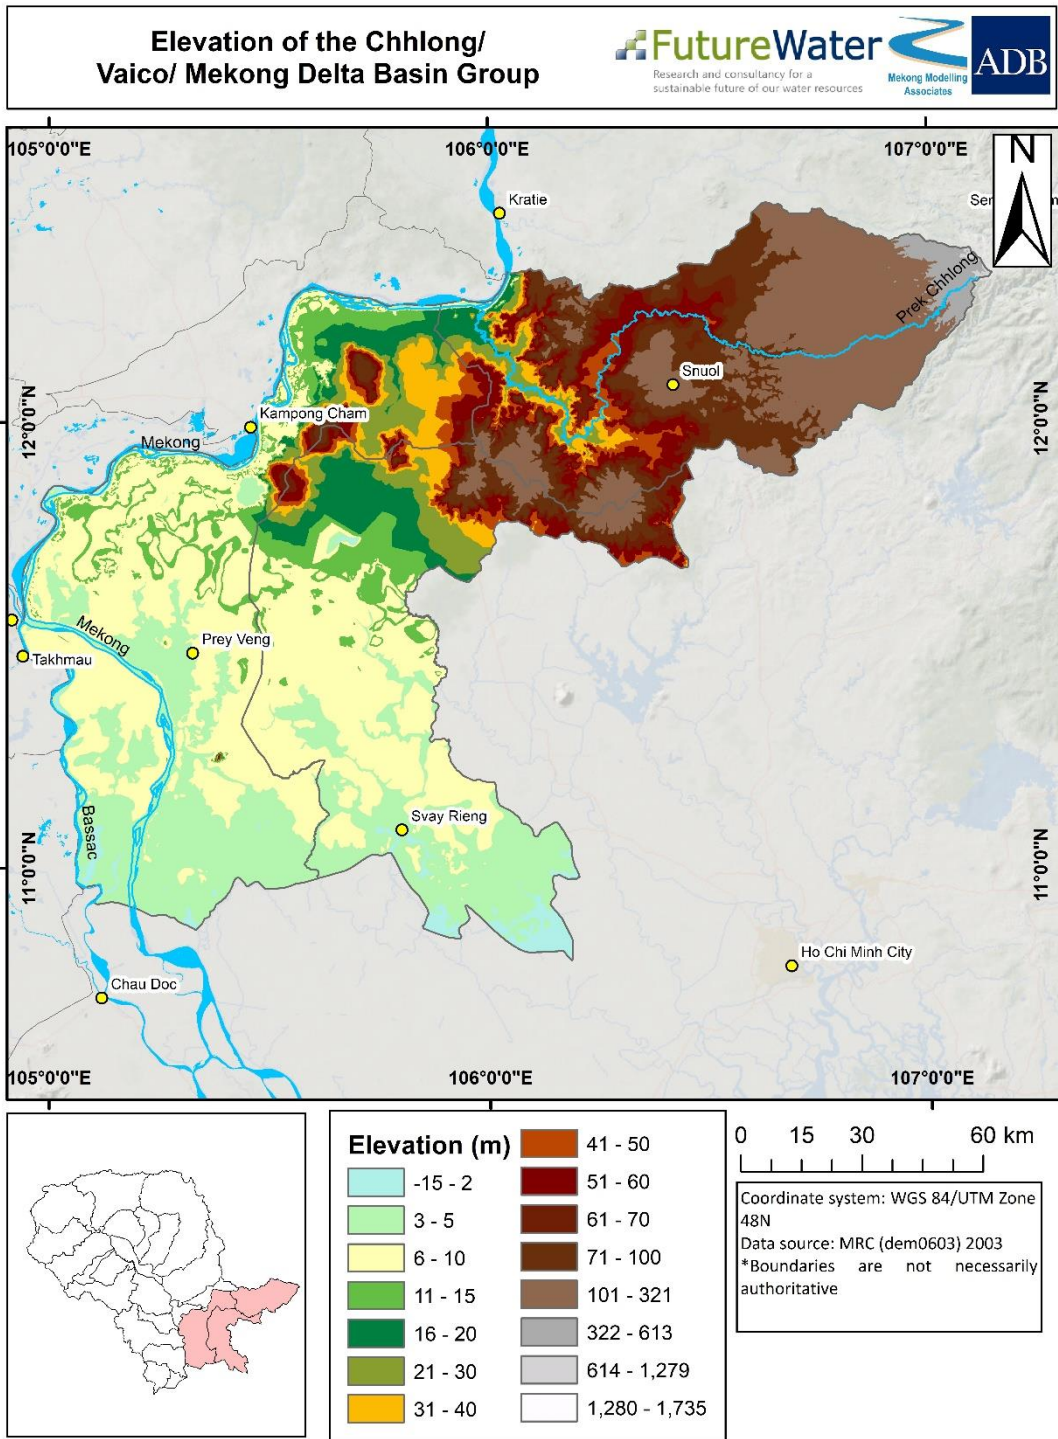 Elevation of the Chhlong/
Vaico/ Mekong Delta Basin Group
FutureWater
Research and consultancy for a
sustainable future of our water resources
Mekong Modelling
Associates
ADB
105°0'0"E
106°0'0"E
107°0'0"E
N
Kratie
Prek Chhlong
Snuol
12°0'0"N
12°0'0"N
Kampong Cham
Mekong
Mekong
Prey Veng
Takhmau
Bassac
Svay Rieng
11°0'0"N
11°0'0"N
Ho Chi Minh City
Chau Doc
105°0'0"E
106°0'0"E
107°0'0"E
Elevation (m)
-15 - 2
3 - 5
6 - 10
11 - 15
16 - 20
21 - 30
31 - 40
41 - 50
51 - 60
61 - 70
71 - 100
101 - 321
322 - 613
614 - 1,279
1,280 - 1,735
0 15 30 60 km
Coordinate system: WGS 84/UTM Zone
48N
Data source: MRC (dem0603) 2003
*Boundaries are not necessarily
authoritative